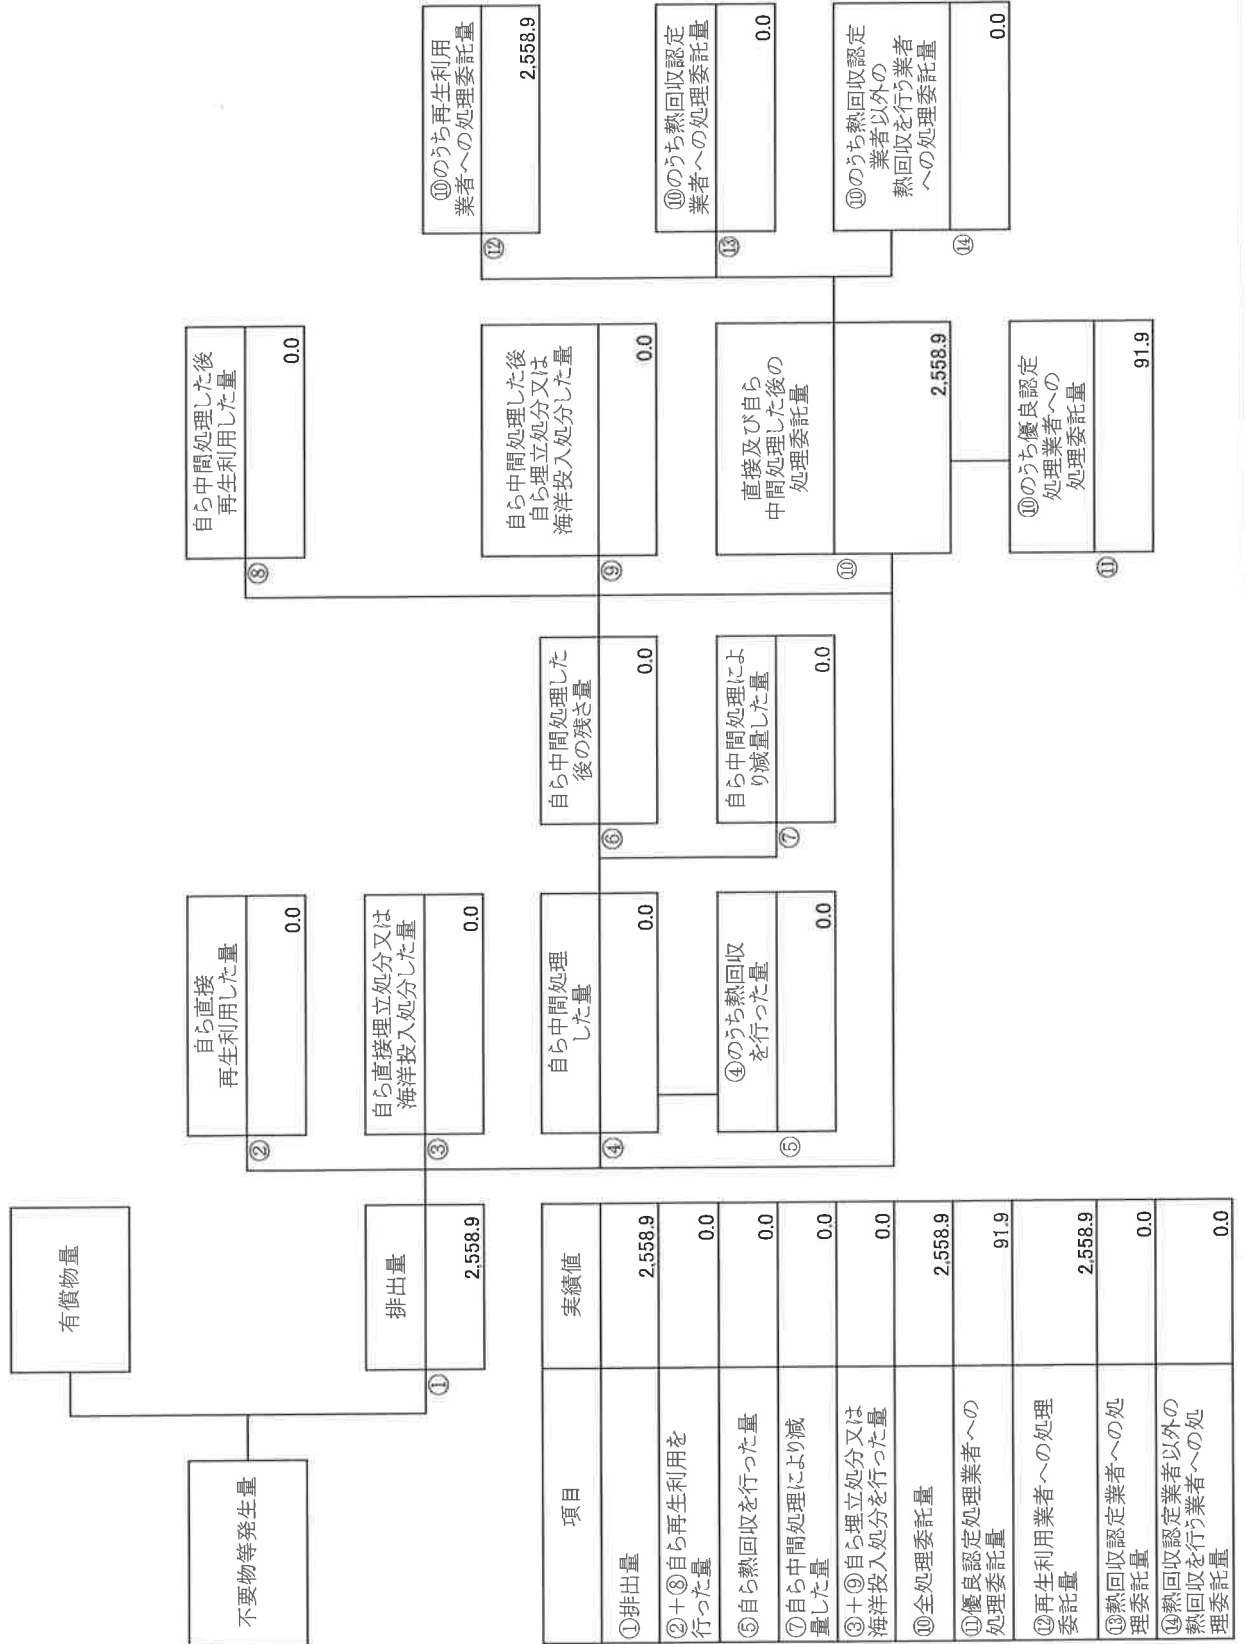 不要物等発生量
有償物量
①
排出量
2,558.9
②
自ら直接
再生利用した量
0.0
③
自ら直接埋立処分又は
海洋投入処分した量
0.0
④
自ら中間処理
した量
0.0
⑤
④のうち熱回収
を行った量
0.0
⑥
自ら中間処理した
後の残さ量
0.0
⑦
自ら中間処理によ
り減量した量
0.0
⑧
自ら中間処理した後
再生利用した量
0.0
⑨
自ら中間処理した後
自ら埋立処分又は
海洋投入処分した量
0.0
⑩
直接及び自ら
中間処理した後の
処理委託量
2,558.9
⑪
⑩のうち優良認定
処理業者への
処理委託量
91.9
⑫
⑩のうち再生利用
業者への処理委託量
2,558.9
⑬
⑩のうち熱回収認定
業者への処理委託量
0.0
⑭
⑩のうち熱回収認定
業者以外の
熱回収を行う業者
への処理委託量
0.0
項目
実績値
①排出量
2,558.9
②+⑧自ら再生利用を
行った量
0.0
⑤自ら熱回収を行った量
0.0
⑦自ら中間処理により減
量した量
0.0
③+⑨自ら埋立処分又は
海洋投入処分を行った量
0.0
⑩全処理委託量
2,558.9
⑪優良認定処理業者への
処理委託量
91.9
⑫再生利用業者への処理
委託量
2,558.9
⑬熱回収認定業者への処
理委託量
0.0
⑭熱回収認定業者以外の
熱回収を行う業者への処
理委託量
0.0